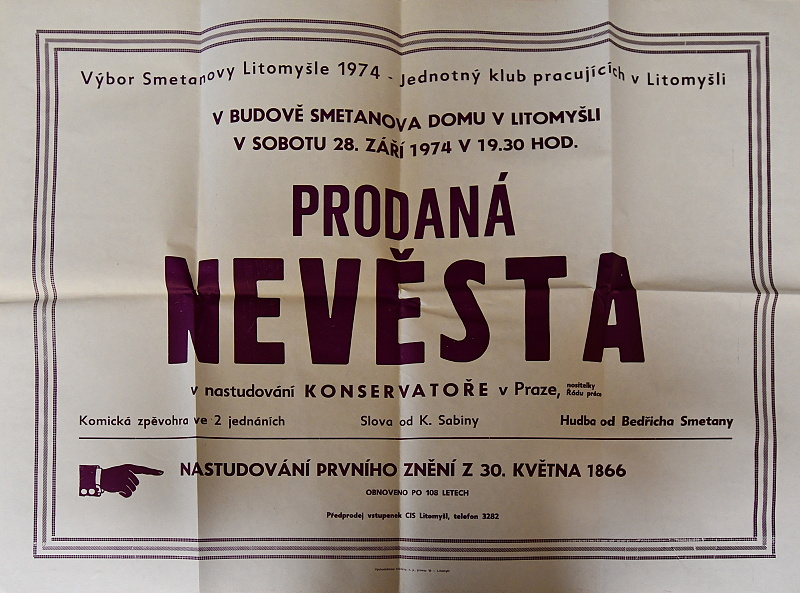 Výbor Smetanovy Litomyšle 1974 - Jednotný klub pracujících v Litomyšli
V BUDOVĚ SMETANOVA DOMU V LITOMYŠLI
V SOBOTU 28. ZÁŘÍ 1974 V 19.30 HOD.
PRODANÁ
NEVĚSTA
v nastudování KONSERVATOŘE v Praze, nositelky Řádu práce
Komická zpěvohra ve 2 jednáních Slova od K. Sabiny Hudba od Bedřicha Smetany
NASTUDOVÁNÍ PRVNÍHO ZNĚNÍ Z 30. KVĚTNA 1866
OBNOVENO PO 108 LETECH
Předprodej vstupenek CIS Litomyšl, telefon 3282